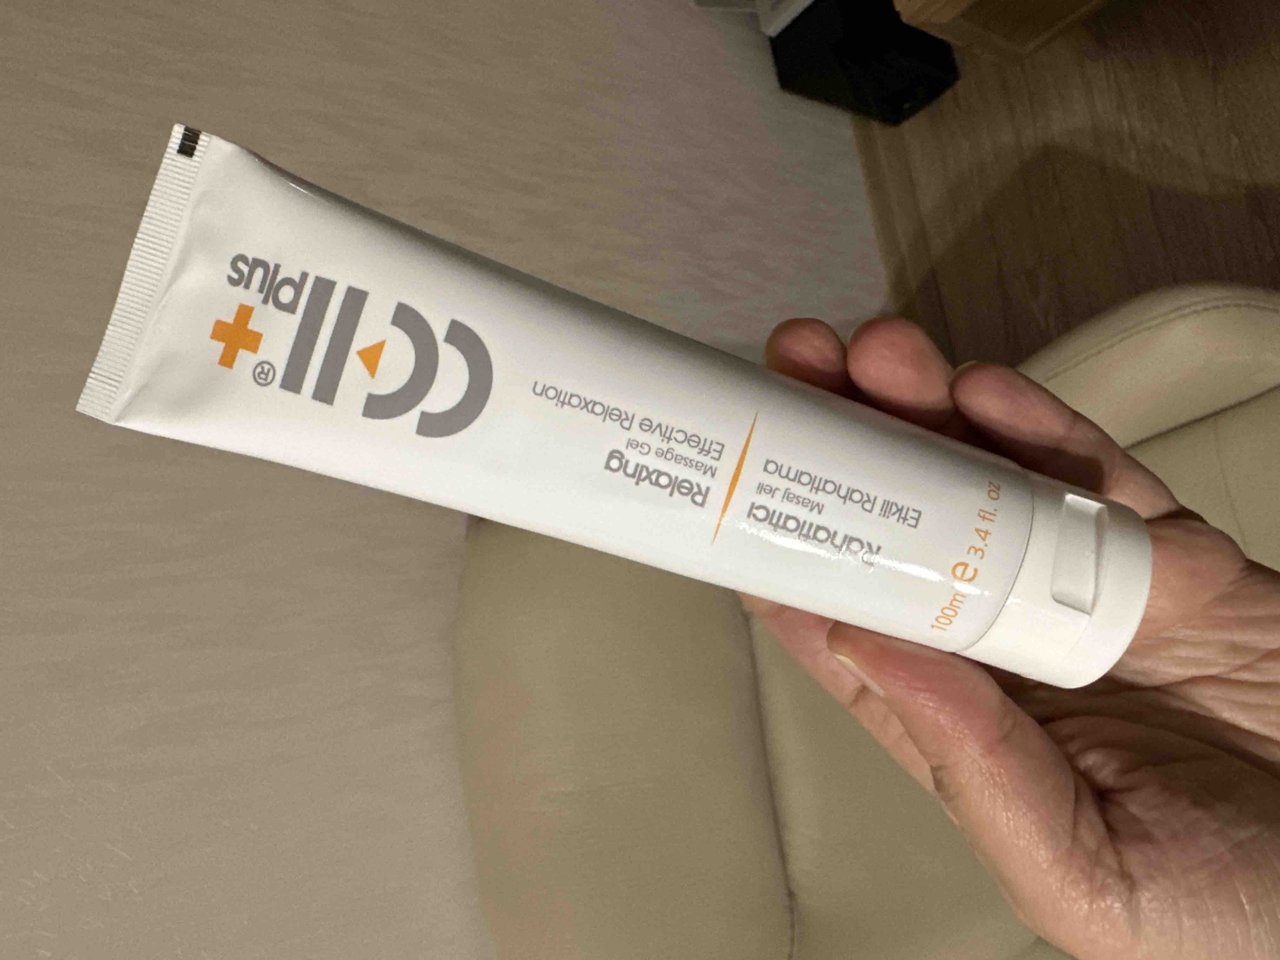 100ml e 3.4 fl. oz
Rahatlatıcı
Masaj Jeli
Etkili Rahatlama
Relaxing
Massage Gel
Effective Relaxation
Cell®+
plus